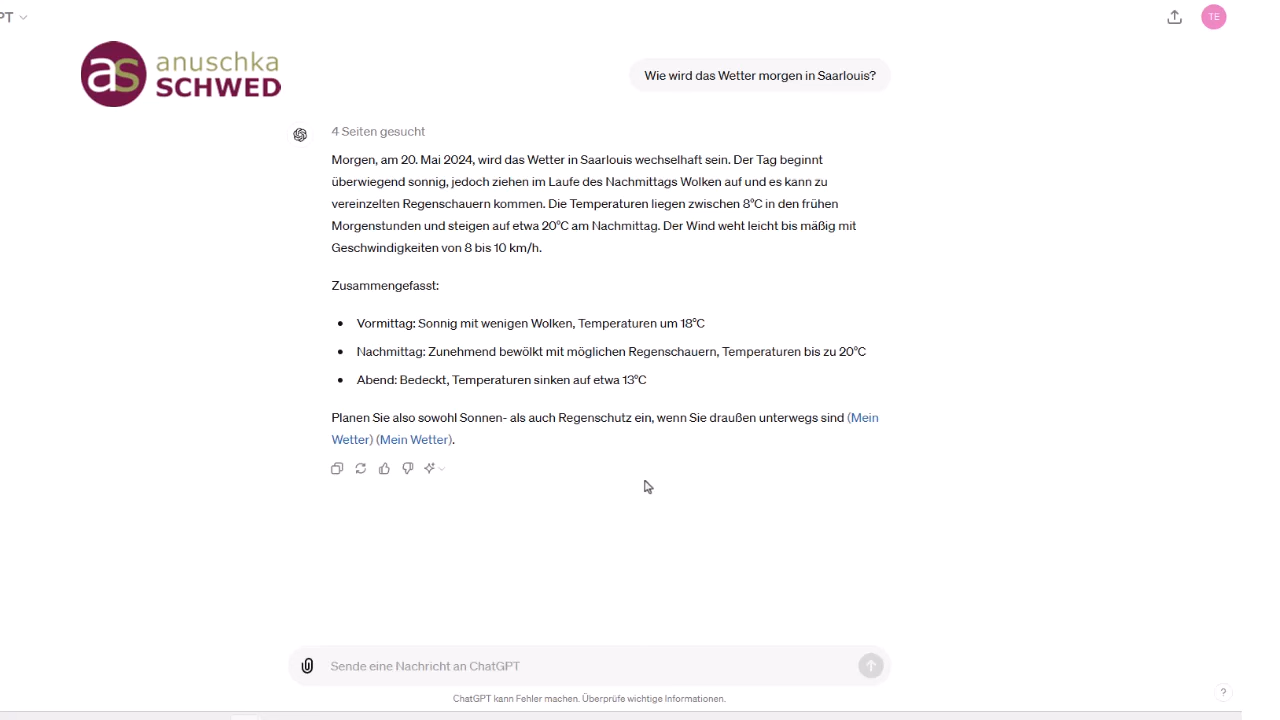 PT
TE
as anuschka
SCHWED
Wie wird das Wetter morgen in Saarlouis?
4 Seiten gesucht
Morgen, am 20. Mai 2024, wird das Wetter in Saarlouis wechselhaft sein. Der Tag beginnt
überwiegend sonnig, jedoch ziehen im Laufe des Nachmittags Wolken auf und es kann zu
vereinzelten Regenschauern kommen. Die Temperaturen liegen zwischen 8°C in den frühen
Morgenstunden und steigen auf etwa 20°C am Nachmittag. Der Wind weht leicht bis mäßig mit
Geschwindigkeiten von 8 bis 10 km/h.
Zusammengefasst:
• Vormittag: Sonnig mit wenigen Wolken, Temperaturen um 18°C
• Nachmittag: Zunehmend bewölkt mit möglichen Regenschauern, Temperaturen bis zu 20°C
• Abend: Bedeckt, Temperaturen sinken auf etwa 13°C
Planen Sie also sowohl Sonnen- als auch Regenschutz ein, wenn Sie draußen unterwegs sind (Mein
Wetter) (Mein Wetter).
Sende eine Nachricht an ChatGPT
ChatGPT kann Fehler machen. Überprüfe wichtige Informationen.
?